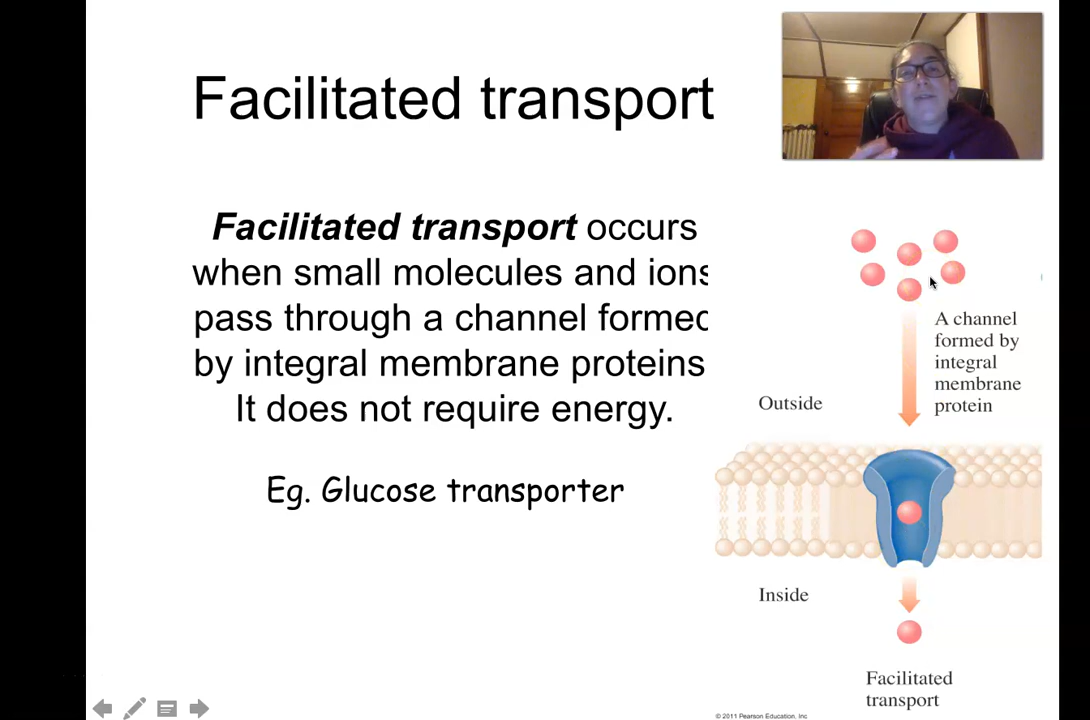 Facilitated transport
Facilitated transport occurs
when small molecules and ions
pass through a channel formed
by integral membrane proteins
It does not require energy.
Eg. Glucose transporter
A channel
formed by
integral
membrane
protein
Outside
Inside
Facilitated
transport
© 2011 Pearson Education, Inc